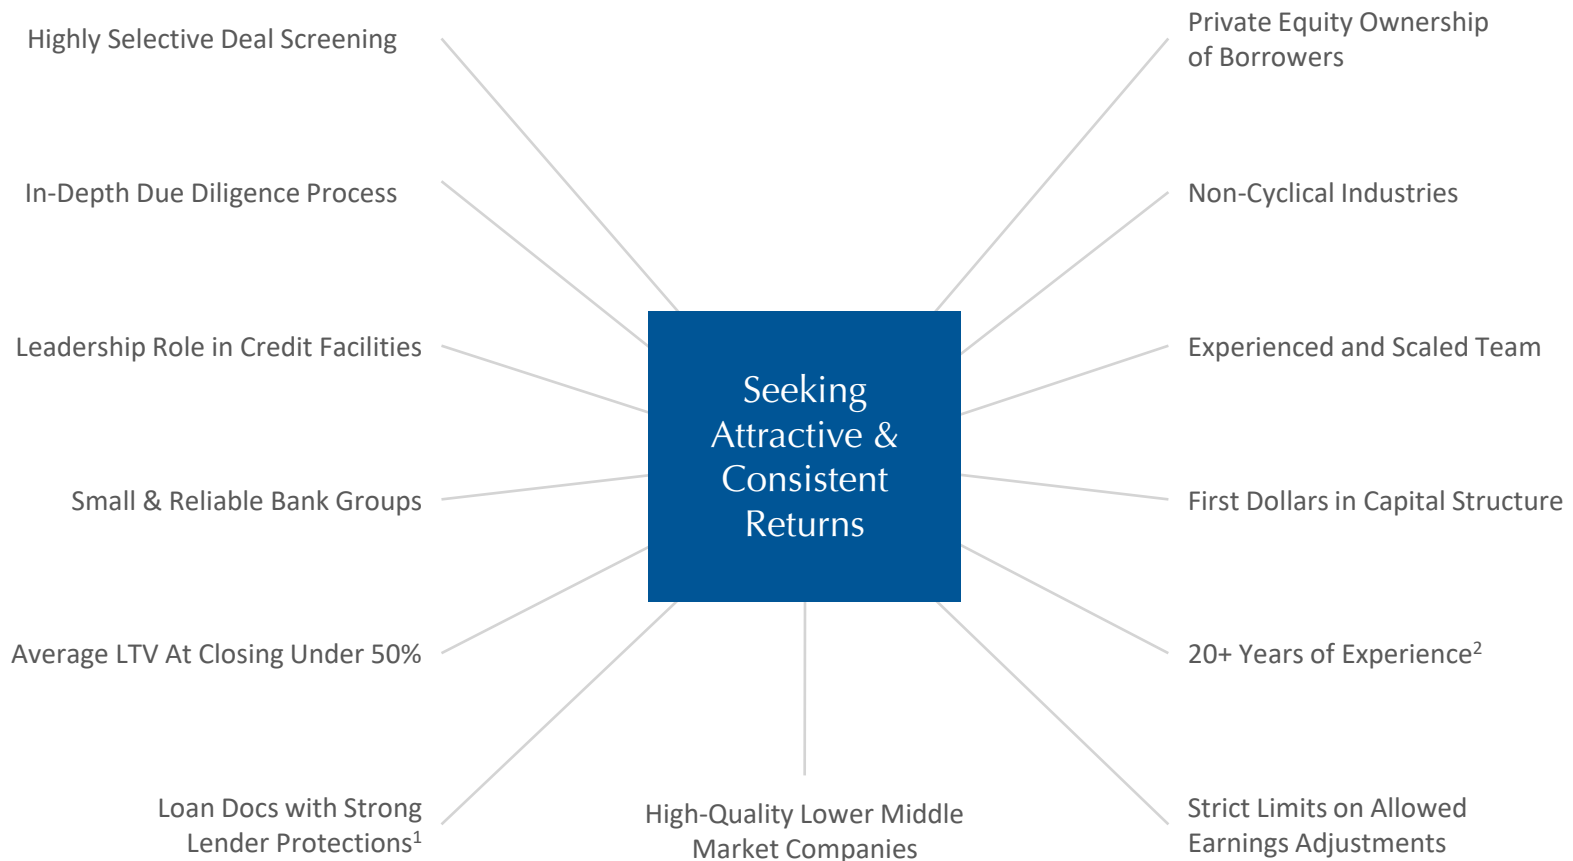 Highly Selective Deal Screening
In-Depth Due Diligence Process
Leadership Role in Credit Facilities
Small & Reliable Bank Groups
Average LTV At Closing Under 50%
Loan Docs with Strong
Lender Protections¹
Seeking
Attractive &
Consistent
Returns
High-Quality Lower Middle
Market Companies
Private Equity Ownership
of Borrowers
Non-Cyclical Industries
Experienced and Scaled Team
First Dollars in Capital Structure
20+ Years of Experience²
Strict Limits on Allowed
Earnings Adjustments